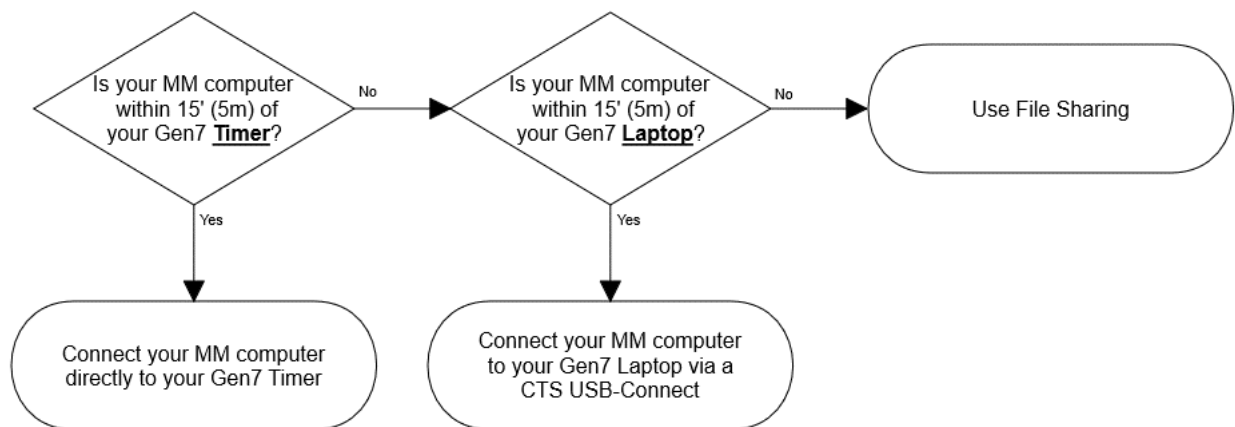 Is your MM computer
within 15' (5m) of
your Gen7 Timer?
No
Is your MM computer
within 15' (5m) of
your Gen7 Laptop?
No
Use File Sharing
Yes
Yes
Connect your MM computer
directly to your Gen7 Timer
Connect your MM computer
to your Gen7 Laptop via a
CTS USB-Connect